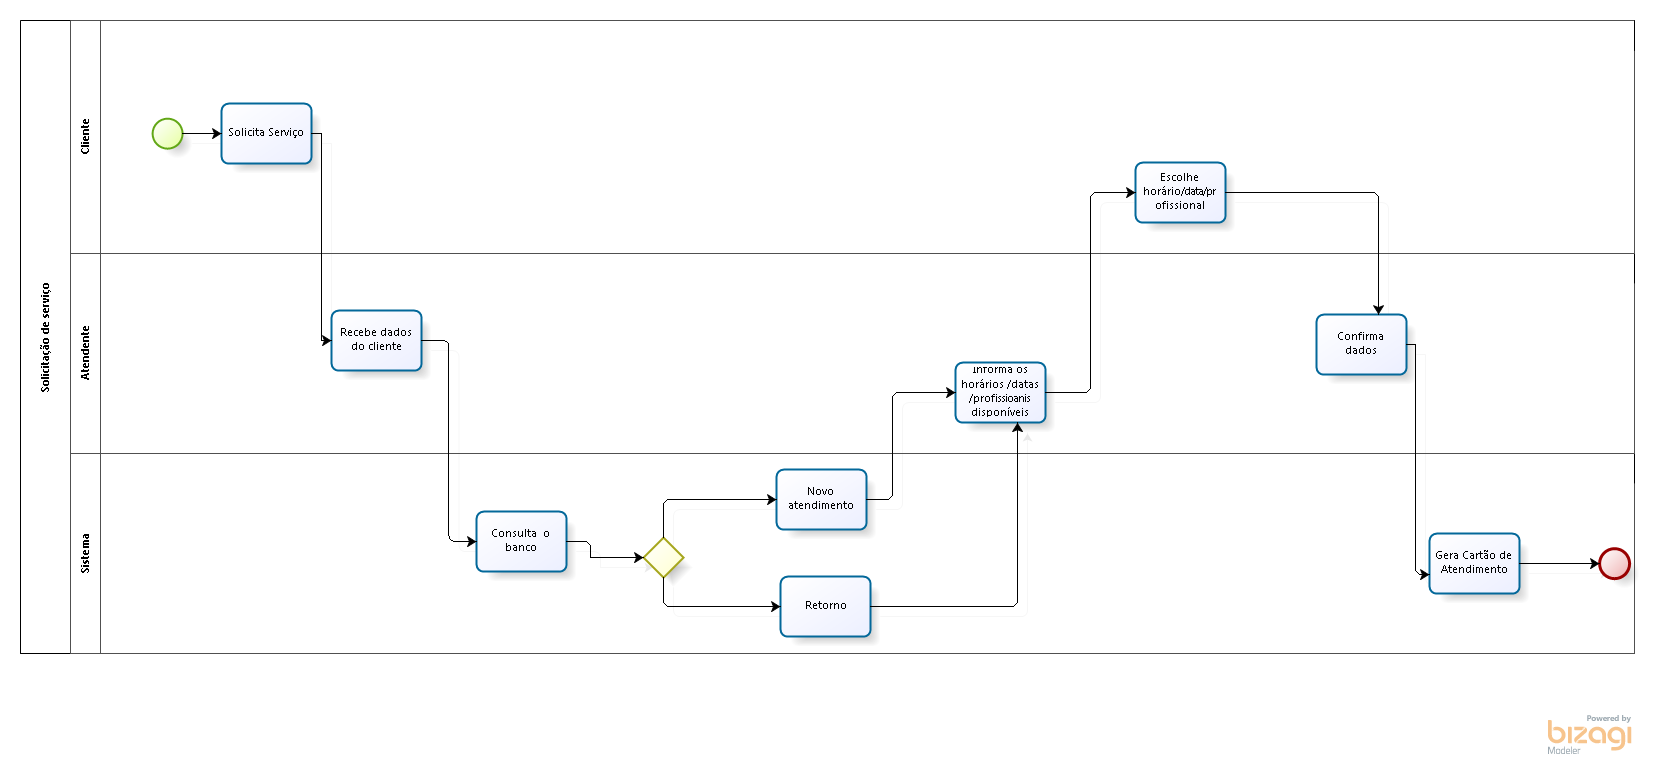 Solicitação de serviço
Cliente
Solicita Serviço
Escolhe
horário/data/pr
ofissional
Atendente
Recebe dados
do cliente
Informa os
horários /datas
/profissioanis
disponíveis
Confirma
dados
Sistema
Consulta o
banco
Novo
atendimento
Retorno
Gera Cartão de
Atendimento
Powered by
bizagi
Modeler